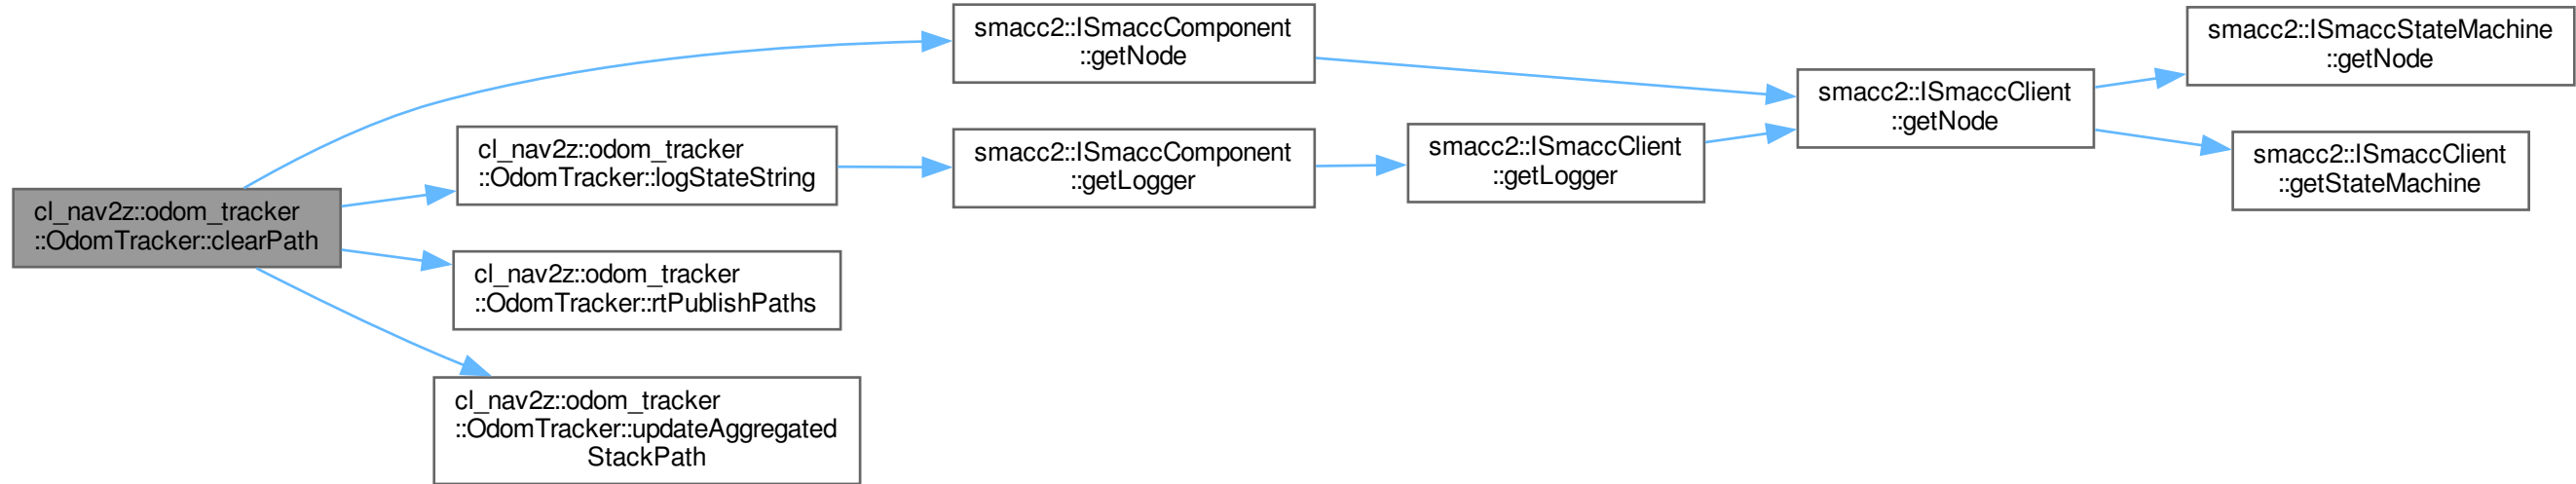 cl_nav2z::odom_tracker
::OdomTracker::clearPath
smacc2::ISmaccComponent
::getNode
cl_nav2z::odom_tracker
::OdomTracker::logStateString
smacc2::ISmaccComponent
::getLogger
cl_nav2z::odom_tracker
::OdomTracker::rtPublishPaths
cl_nav2z::odom_tracker
::OdomTracker::updateAggregated
StackPath
smacc2::ISmaccClient
::getLogger
smacc2::ISmaccClient
::getNode
smacc2::ISmaccStateMachine
::getNode
smacc2::ISmaccClient
::getStateMachine